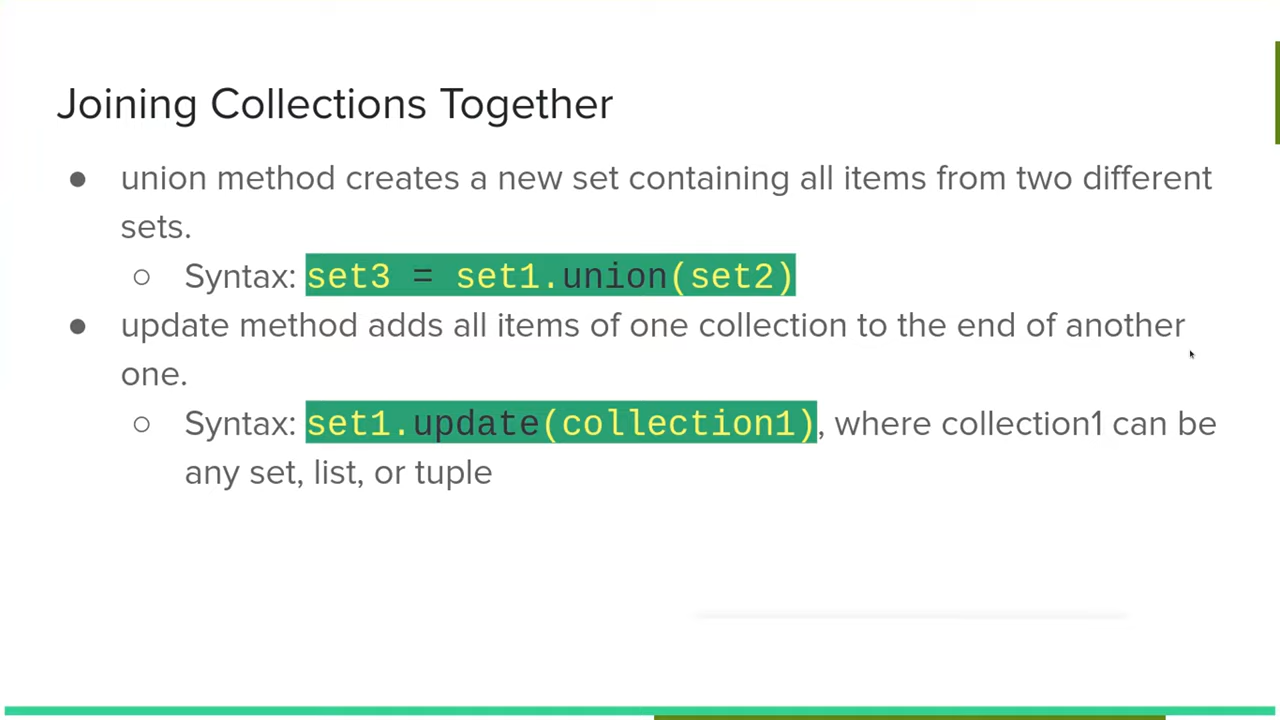 Joining Collections Together
● union method creates a new set containing all items from two different
sets.
○ Syntax: set3 = set1.union(set2)
● update method adds all items of one collection to the end of another
one.
○ Syntax: set1.update(collection1), where collection1 can be
any set, list, or tuple